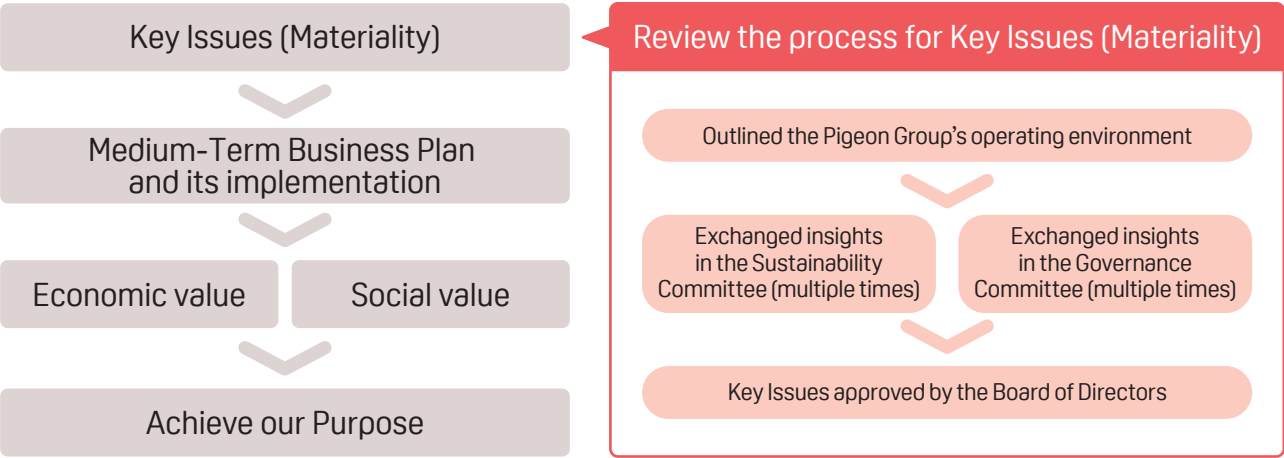 Key Issues (Materiality)
Medium-Term Business Plan
and its implementation
Economic value
Social value
Achieve our Purpose
Review the process for Key Issues (Materiality)
Outlined the Pigeon Group's operating environment
Exchanged insights
in the Sustainability
Committee (multiple times)
Exchanged insights
in the Governance
Committee (multiple times)
Key Issues approved by the Board of Directors